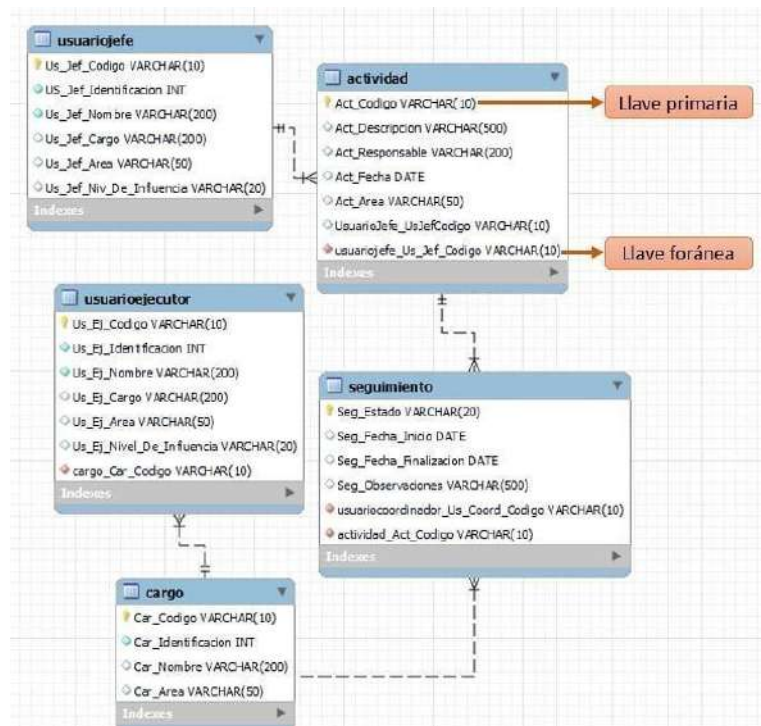 usuariojefe
Us_Jef_Codigo VARCHAR(10)
US_Jef_Identificacion INT
Us_Jef_Nombre VARCHAR(200)
Us_Jef_Cargo VARCHAR(200)
Us_Jef_Area VARCHAR(50)
Us_Jef_Niv_De_Influencia VARCHAR(20)
Indexes
actividad
Act_Codigo VARCHAR(10)
Act_Descripcion VARCHAR(500)
Act_Responsable VARCHAR(200)
Act_Fecha DATE
Act_Area VARCHAR(50)
UsuarioJefe_UsJefCodigo VARCHAR(10)
usuariojefe_Us_Jef_Codigo VARCHAR(10)
Indexes
Llave primaria
Llave foránea
usuarioejecutor
Us_Ej_Codigo VARCHAR(10)
Us_Ej_Identificacion INT
Us_Ej_Nombre VARCHAR(200)
Us_Ej_Cargo VARCHAR(200)
Us_Ej_Area VARCHAR(50)
Us_Ej_Nivel_De_Influencia VARCHAR(20)
cargo_Car_Codigo VARCHAR(10)
Indexes
seguimiento
Seg_Estado VARCHAR(20)
Seg_Fecha_Inicio DATE
Seg_Fecha_Finalizacion DATE
Seg_Observaciones VARCHAR(500)
usuariocoordinador_Us_Coord_Codigo VARCHAR(10)
actividad_Act_Codigo VARCHAR(10)
Indexes
cargo
Car_Codigo VARCHAR(10)
Car_Identificacion INT
Car_Nombre VARCHAR(200)
Car_Area VARCHAR(50)
Indexes